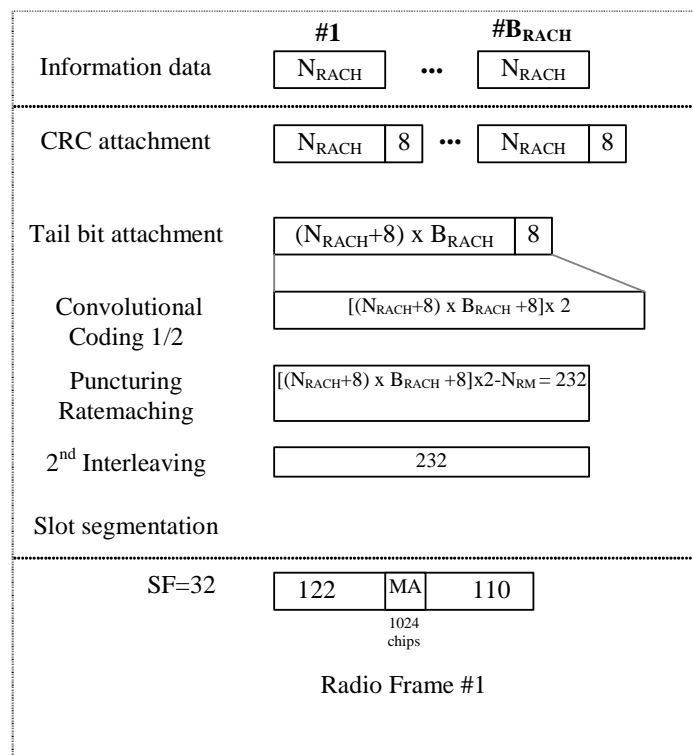 #1 #B_RACH
Information data N_RACH ... N_RACH
CRC attachment N_RACH 8 ... N_RACH 8
Tail bit attachment (N_RACH+8) x B_RACH 8
Convolutional
Coding 1/2
[(N_RACH+8) x B_RACH +8]x 2
Puncturing
Ratemaching
[(N_RACH+8) x B_RACH +8]x2-N_RM = 232
2nd Interleaving 232
Slot segmentation
SF=32 122 MA 110
1024
chips
Radio Frame #1